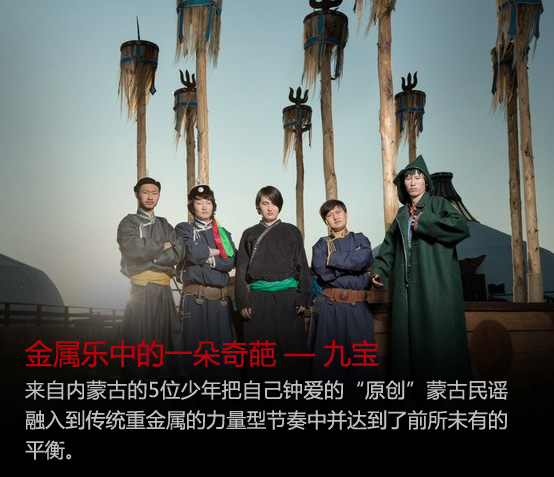 金属乐中的一朵奇葩 — 九宝
来自内蒙古的5位少年把自己钟爱的“原创”蒙古民谣
融入到传统重金属的力量型节奏中并达到了前所未有的
平衡。